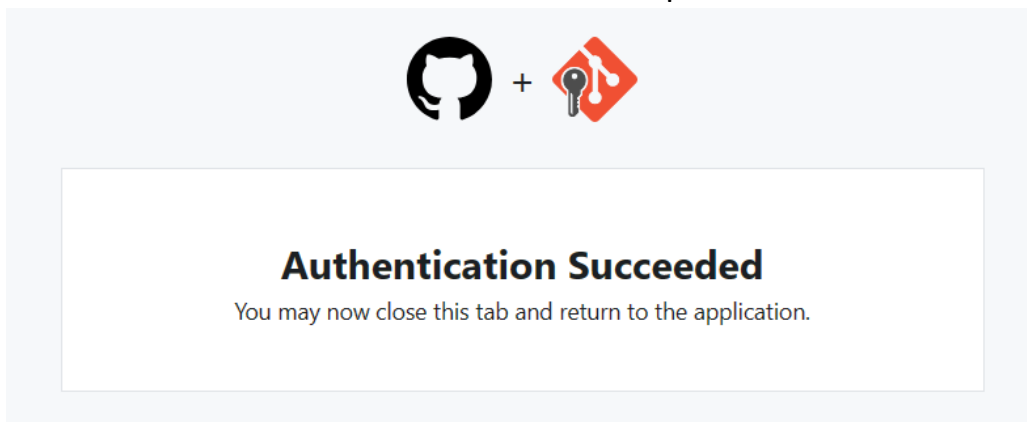 +
Authentication Succeeded
You may now close this tab and return to the application.